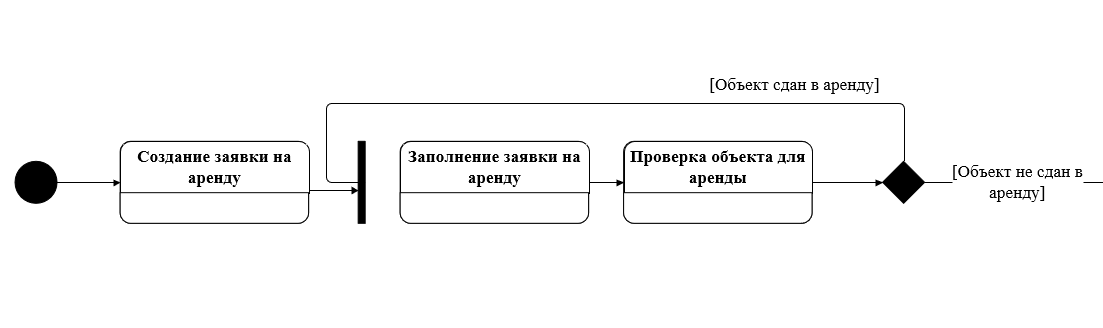 [Объект сдан в аренду]
Создание заявки на
аренду
Заполнение заявки на
аренду
Проверка объекта для
аренды
[Объект не сдан в
аренду]